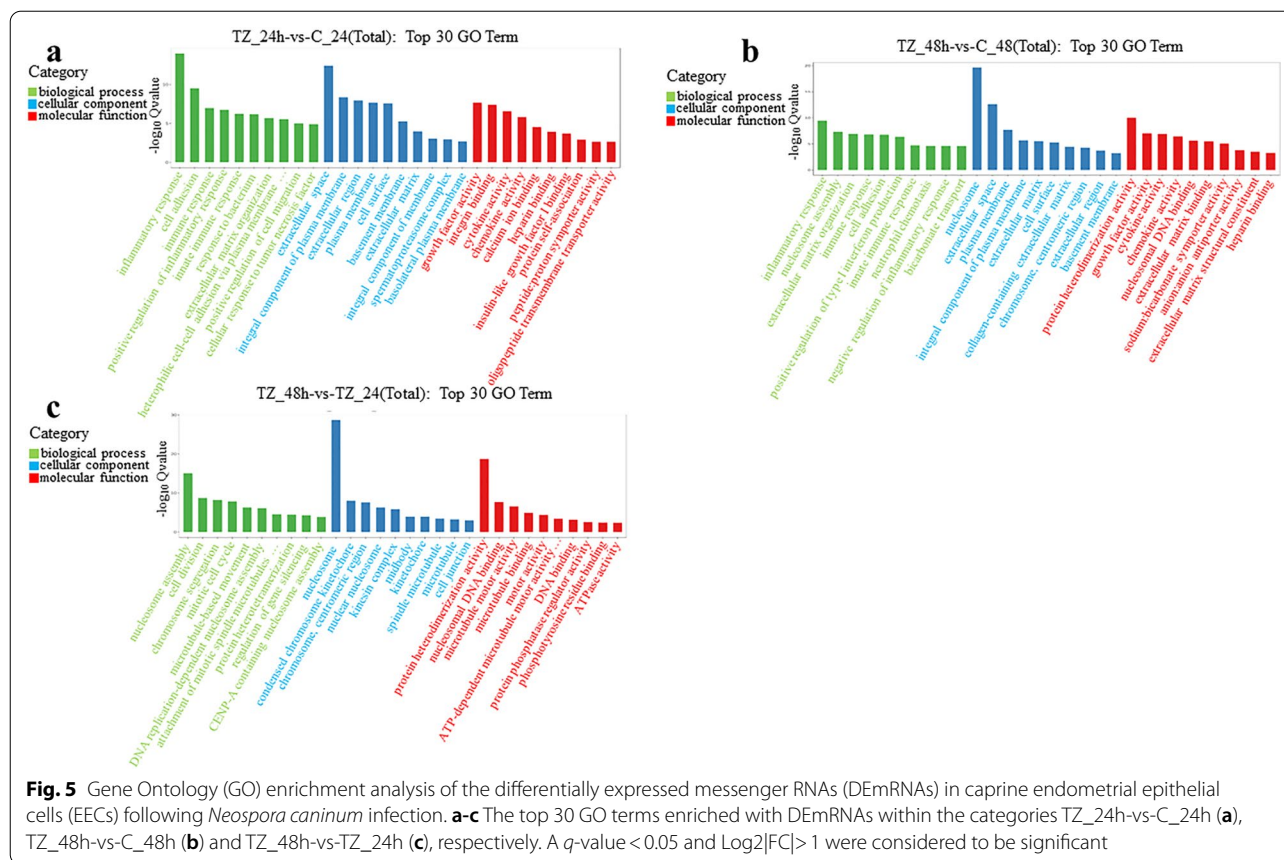 a
TZ_24h-vs-C_24(Total): Top 30 GO Term
Category
biological process
cellular component
molecular function
-log10 Qvalue
10
5
0
inflammatory response
cell adhesion
immune response
positive regulation of inflammatory response
innate immune response
response to bacterium
extracellular matrix organization
heterophilic cell-cell adhesion via plasma membrane ...
positive regulation of cell migration
cellular response to tumor necrosis factor
extracellular space
integral component of plasma membrane
extracellular region
plasma membrane
cell surface
basement membrane
extracellular matrix
integral component of membrane
spermatoproteasome complex
basolateral plasma membrane
growth factor activity
integrin binding
cytokine activity
chemokine activity
calcium ion binding
heparin binding
insulin-like growth factor I binding
protein self-association
peptide:proton symporter activity
oligopeptide transmembrane transporter activity
b
TZ_48h-vs-C_48(Total): Top 30 GO Term
Category
biological process
cellular component
molecular function
-log10 Qvalue
20
15
10
5
0
inflammatory response
nucleosome assembly
extracellular matrix organization
immune response
cell adhesion
positive regulation of type I interferon production
innate immune response
neutrophil chemotaxis
negative regulation of inflammatory response
bicarbonate transport
nucleosome
extracellular space
plasma membrane
integral component of plasma membrane
extracellular matrix
cell surface
collagen-containing extracellular matrix
chromosome, centromeric region
extracellular region
basement membrane
protein heterodimerization activity
growth factor activity
cytokine activity
chemokine activity
nucleosomal DNA binding
extracellular matrix binding
sodium:bicarbonate symporter activity
anion:anion antiporter activity
extracellular matrix structural constituent
heparin binding
c
TZ_48h-vs-TZ_24(Total): Top 30 GO Term
Category
biological process
cellular component
molecular function
-log10 Qvalue
30
20
10
0
nucleosome assembly
cell division
chromosome segregation
mitotic cell cycle
microtubule-based movement
DNA replication-dependent nucleosome assembly
attachment of mitotic spindle microtubules ...
protein heterotetramerization
regulation of gene silencing
CENP-A containing nucleosome assembly
nucleosome
condensed chromosome kinetochore
chromosome, centromeric region
nuclear nucleosome
kinesin complex
midbody
kinetochore
spindle microtubule
microtubule
cell junction
protein heterodimerization activity
nucleosomal DNA binding
microtubule motor activity
microtubule binding
motor activity
ATP-dependent microtubule motor activity ...
DNA binding
protein phosphatase regulator activity
phosphotyrosine residue binding
ATPase activity
Fig. 5 Gene Ontology (GO) enrichment analysis of the differentially expressed messenger RNAs (DEmRNAs) in caprine endometrial epithelial
cells (EECs) following Neospora caninum infection. a-c The top 30 GO terms enriched with DEmRNAs within the categories TZ_24h-vs-C_24h (a),
TZ_48h-vs-C_48h (b) and TZ_48h-vs-TZ_24h (c), respectively. A q-value < 0.05 and Log2|FC| > 1 were considered to be significant